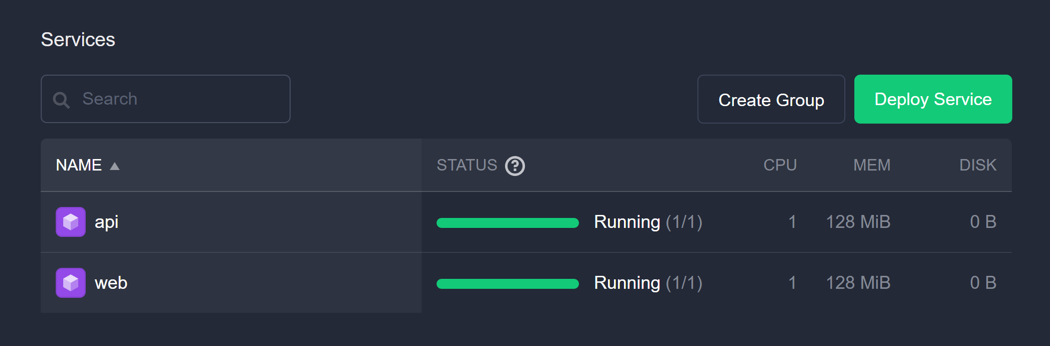 Services
Search
Create Group
Deploy Service
NAME ▲ STATUS ? CPU MEM DISK
api Running (1/1) 1 128 MiB 0 B
web Running (1/1) 1 128 MiB 0 B